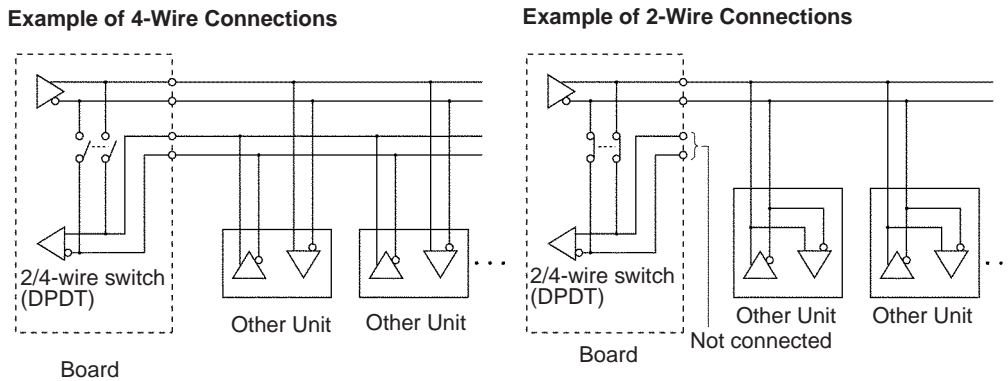 Example of 4-Wire Connections
2/4-wire switch
(DPDT)
Other Unit
Other Unit
. . .
Board
Example of 2-Wire Connections
2/4-wire switch
(DPDT)
Other Unit
Other Unit
. . .
Not connected
Board